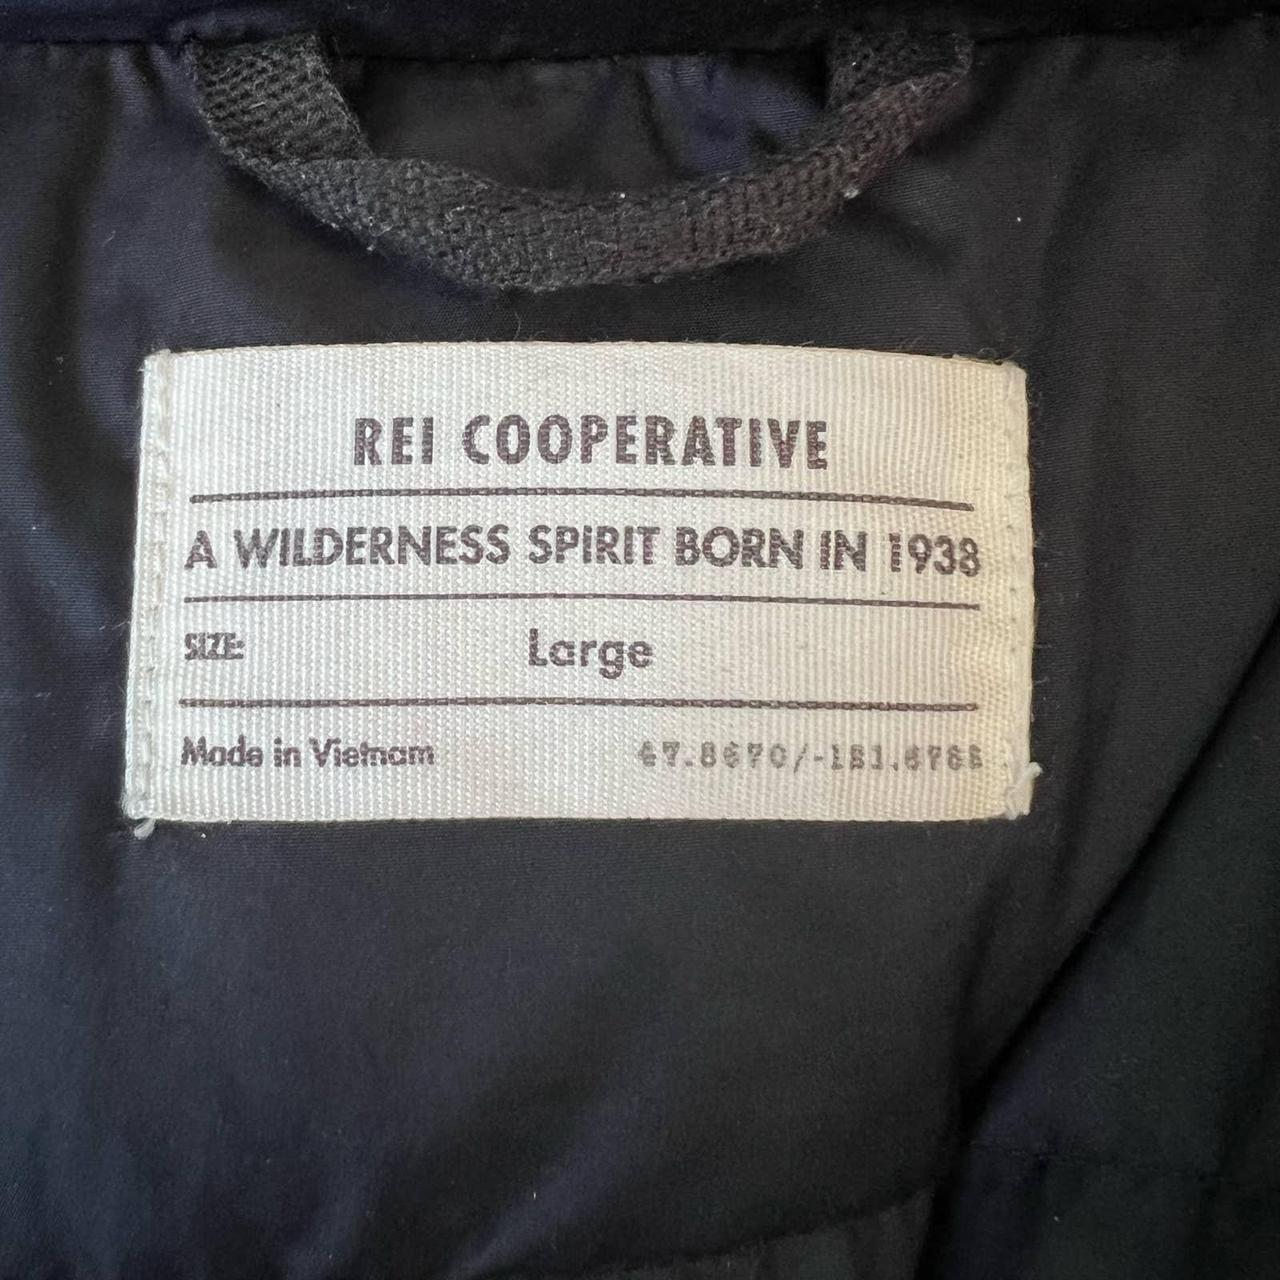 REI COOPERATIVE
A WILDERNESS SPIRIT BORN IN 1938
SIZE: Large
Made in Vietnam